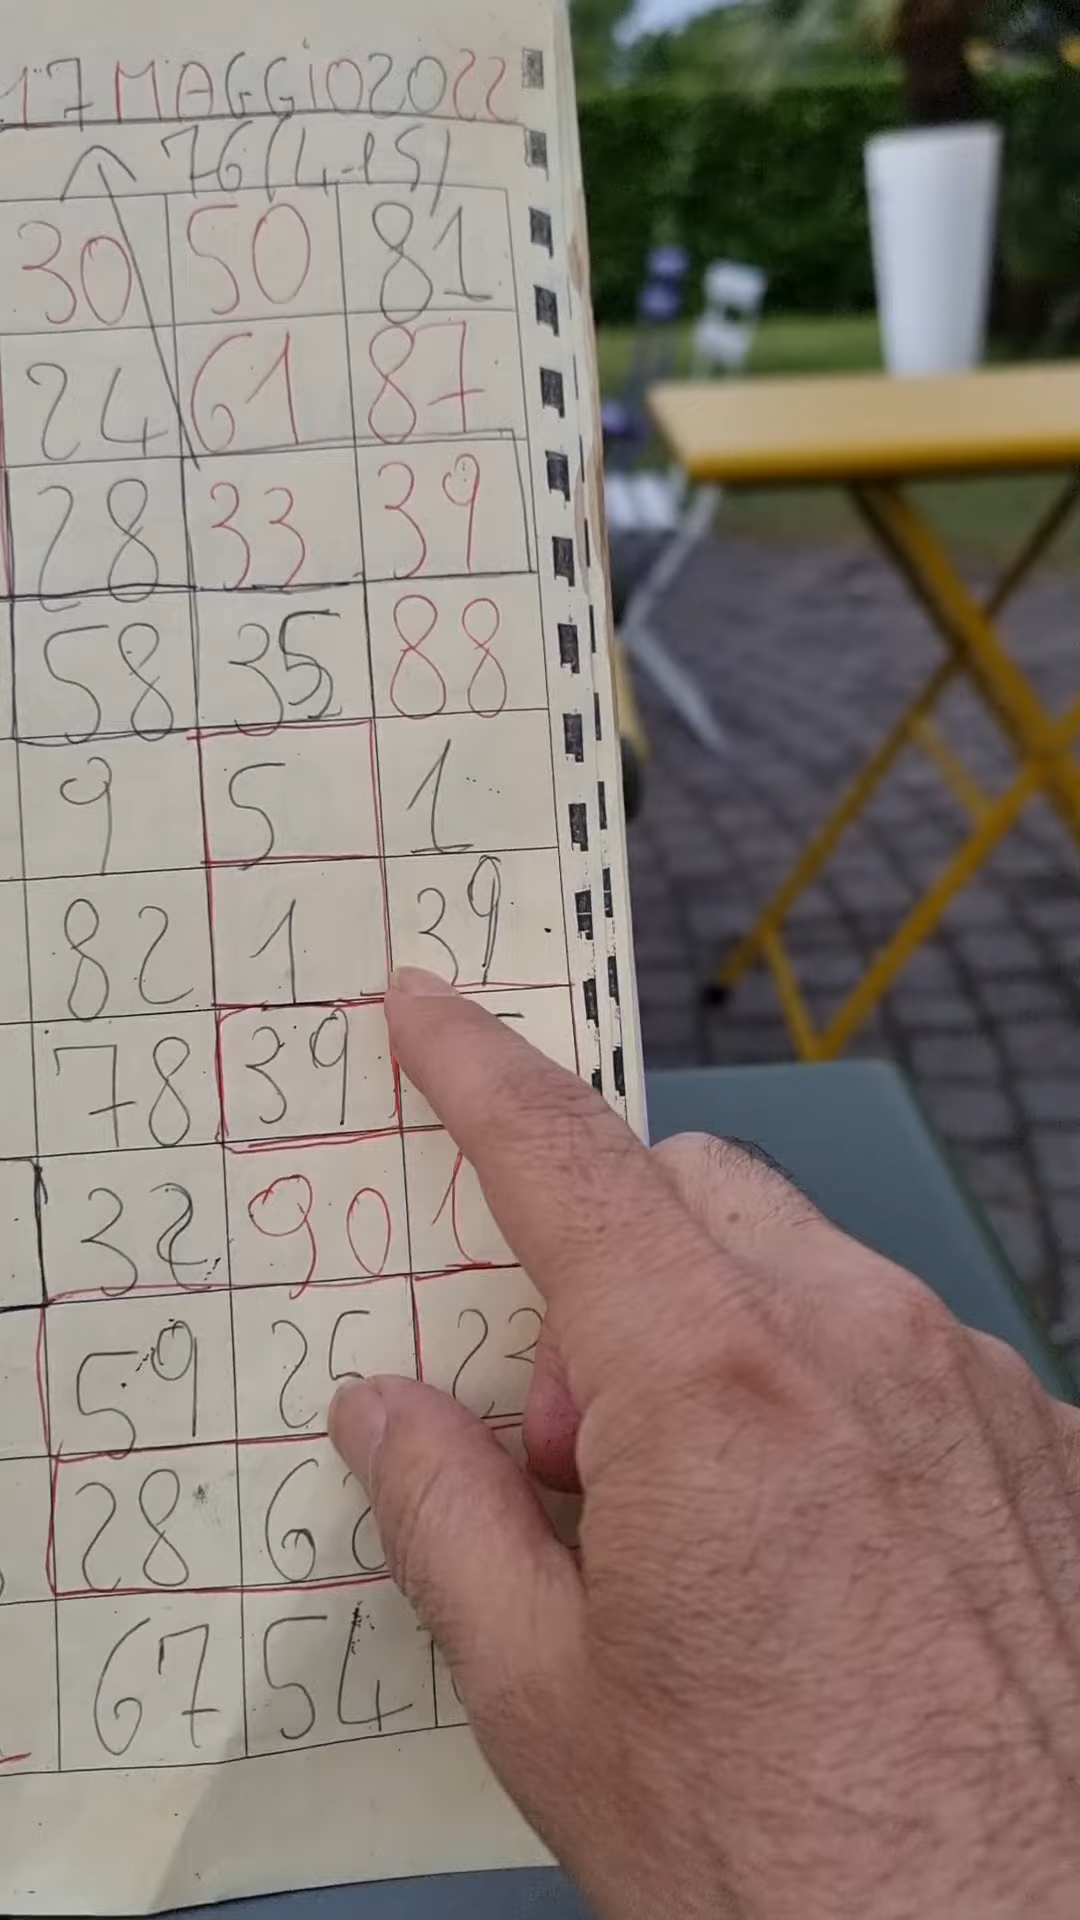 17 MAGGIO 2022
76 (4-15)
30 50 81
24 61 87
28 33 39
58 35 88
9 5 1
82 1 39
78 39
32 90
59 25 23
28
67 54